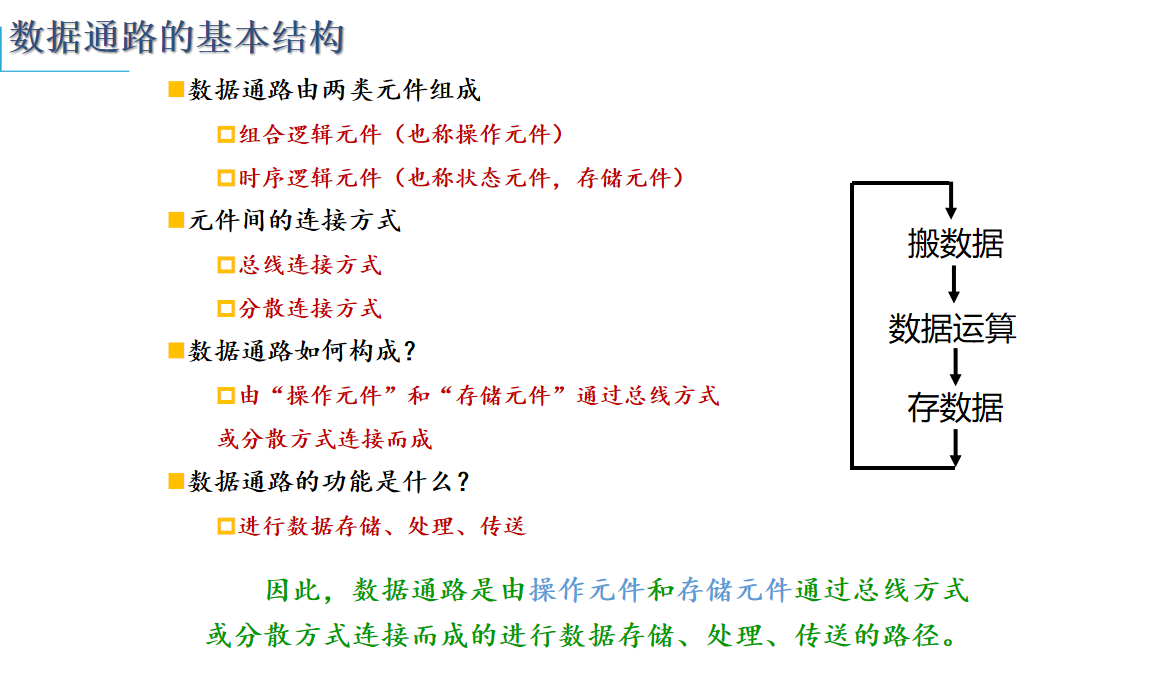 数据通路的基本结构
数据通路由两类元件组成
组合逻辑元件（也称操作元件）
时序逻辑元件（也称状态元件，存储元件）
元件间的连接方式
总线连接方式
分散连接方式
数据通路如何构成？
由“操作元件”和“存储元件”通过总线方式
或分散方式连接而成
数据通路的功能是什么？
进行数据存储、处理、传送
搬数据
数据运算
存数据
因此，数据通路是由操作元件和存储元件通过总线方式
或分散方式连接而成的进行数据存储、处理、传送的路径。